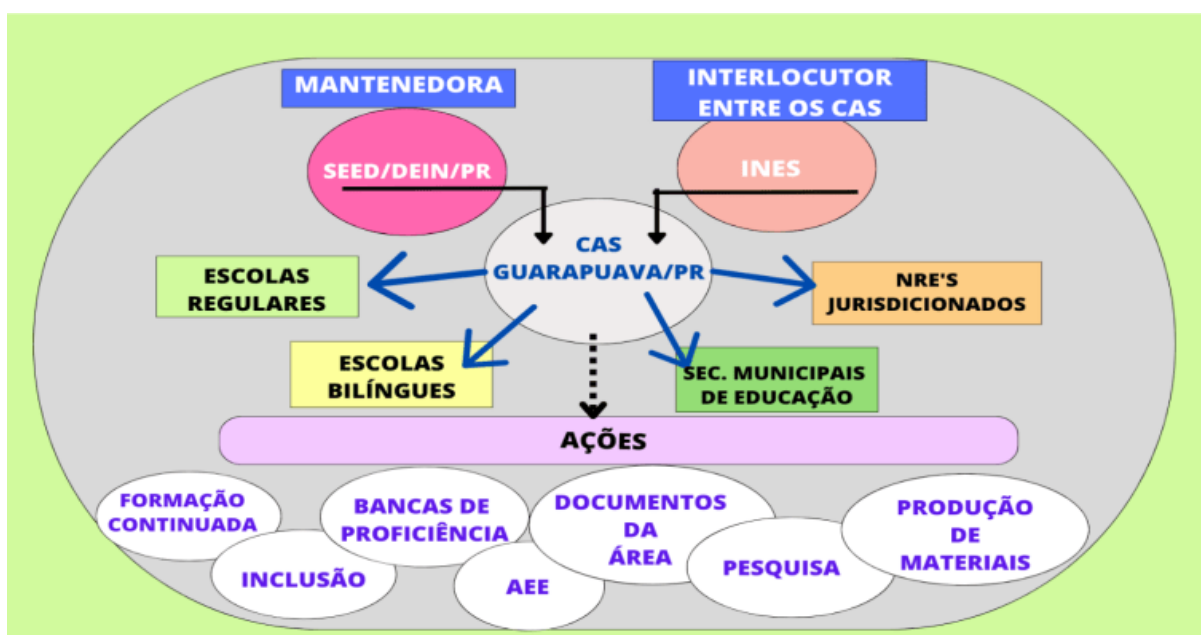 MANTENEDORA
INTERLOCUTOR
ENTRE OS CAS
SEED/DEIN/PR
INES
CAS
GUARAPUAVA/PR
ESCOLAS
REGULARES
NRE'S
JURISDICIONADOS
ESCOLAS
BILÍNGUES
SEC. MUNICIPAIS
DE EDUCAÇÃO
AÇÕES
FORMAÇÃO
CONTINUADA
INCLUSÃO
BANCAS DE
PROFICIÊNCIA
AEE
DOCUMENTOS
DA
ÁREA
PESQUISA
PRODUÇÃO
DE
MATERIAIS